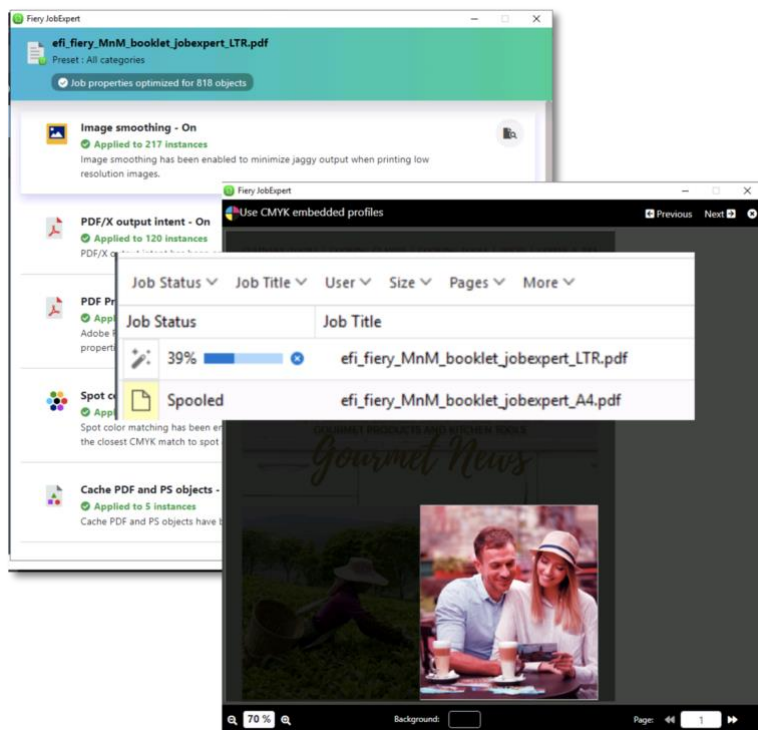 Fiery JobExpert
efi_fiery_MnM_booklet_jobexpert_LTR.pdf
Preset : All categories
Job properties optimized for 818 objects
Image smoothing - On
Applied to 217 instances
Image smoothing has been enabled to minimize jaggy output when printing low
resolution images.
PDF/X output intent - On
Applied to 120 instances
PDF/X
PDF
Adobe
Spot
Spot color matching has been
the closest CMYK match to spot
Cache PDF and PS objects -
Applied to 5 instances
Cache PDF and PS objects have
Fiery JobExpert
Use CMYK embedded profiles
Previous Next
Job Status Job Title User Size Pages More
Job Status Job Title
39% efi_fiery_MnM_booklet_jobexpert_LTR.pdf
Spooled efi_fiery_MnM_booklet_jobexpert_A4.pdf
GOURMET PRODUCTS AND KITCHEN TOOLS
Gourmet News
70 % Background: Page: 1